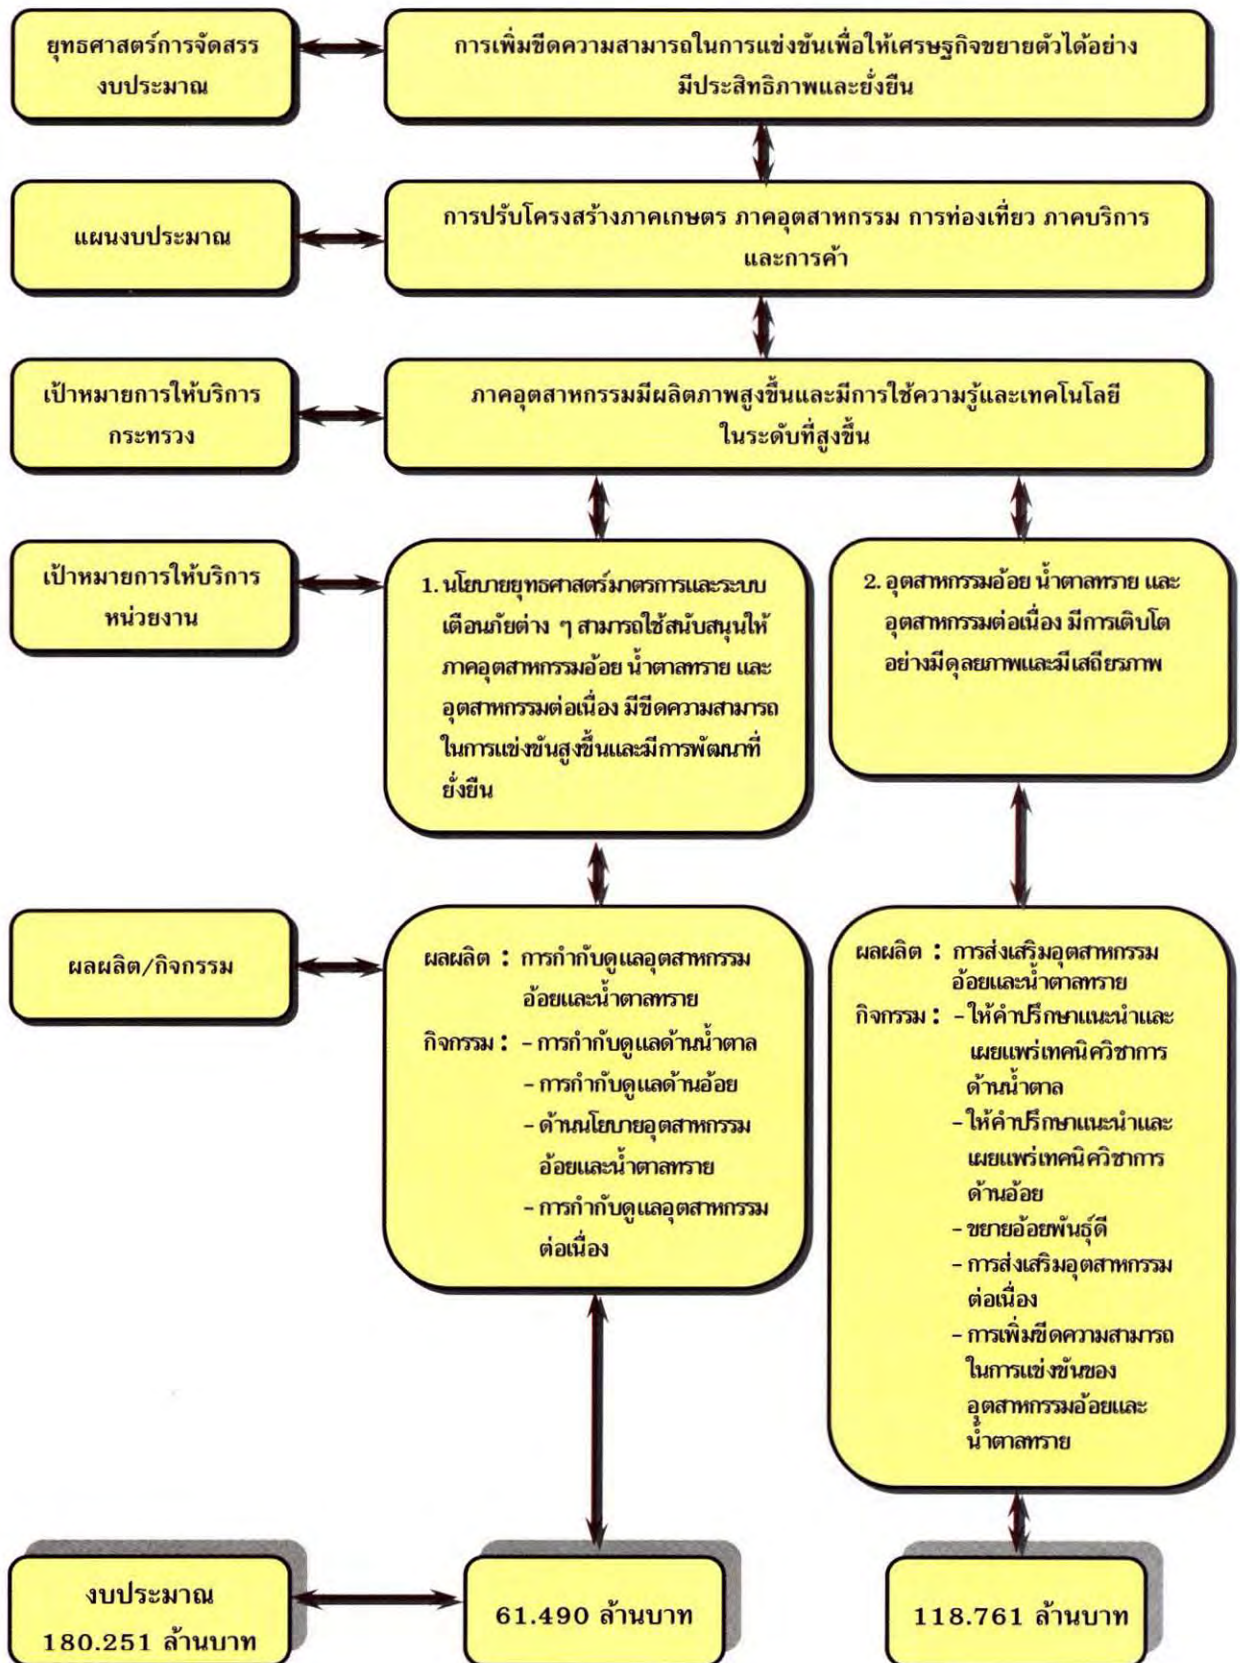 ยุทธศาสตร์การจัดสรร
งบประมาณ
การเพิ่มขีดความสามารถในการแข่งขันเพื่อให้เศรษฐกิจขยายตัวได้อย่าง
มีประสิทธิภาพและยั่งยืน
แผนงบประมาณ
การปรับโครงสร้างภาคเกษตร ภาคอุตสาหกรรม การท่องเที่ยว ภาคบริการ
และการค้า
เป้าหมายการให้บริการ
กระทรวง
ภาคอุตสาหกรรมมีผลิตภาพสูงขึ้นและมีการใช้ความรู้และเทคโนโลยี
ในระดับที่สูงขึ้น
เป้าหมายการให้บริการ
หน่วยงาน
1. นโยบายยุทธศาสตร์มาตรการและระบบ
เตือนภัยต่าง ๆ สามารถใช้สนับสนุนให้
ภาคอุตสาหกรรมอ้อย น้ำตาลทราย และ
อุตสาหกรรมต่อเนื่อง มีขีดความสามารถ
ในการแข่งขันสูงขึ้นและมีการพัฒนาที่
ยั่งยืน
2. อุตสาหกรรมอ้อย น้ำตาลทราย และ
อุตสาหกรรมต่อเนื่อง มีการเติบโต
อย่างมีดุลยภาพและมีเสถียรภาพ
ผลผลิต/กิจกรรม
ผลผลิต : การกำกับดูแลอุตสาหกรรม
อ้อยและน้ำตาลทราย
กิจกรรม : - การกำกับดูแลด้านน้ำตาล
- การกำกับดูแลด้านอ้อย
- ด้านนโยบายอุตสาหกรรม
อ้อยและน้ำตาลทราย
- การกำกับดูแลอุตสาหกรรม
ต่อเนื่อง
ผลผลิต : การส่งเสริมอุตสาหกรรม
อ้อยและน้ำตาลทราย
กิจกรรม : - ให้คำปรึกษาแนะนำและ
เผยแพร่เทคนิควิชาการ
ด้านน้ำตาล
- ให้คำปรึกษาแนะนำและ
เผยแพร่เทคนิควิชาการ
ด้านอ้อย
- ขยายอ้อยพันธุ์ดี
- การส่งเสริมอุตสาหกรรม
ต่อเนื่อง
- การเพิ่มขีดความสามารถ
ในการแข่งขันของ
อุตสาหกรรมอ้อยและ
น้ำตาลทราย
งบประมาณ
180.251 ล้านบาท
61.490 ล้านบาท
118.761 ล้านบาท